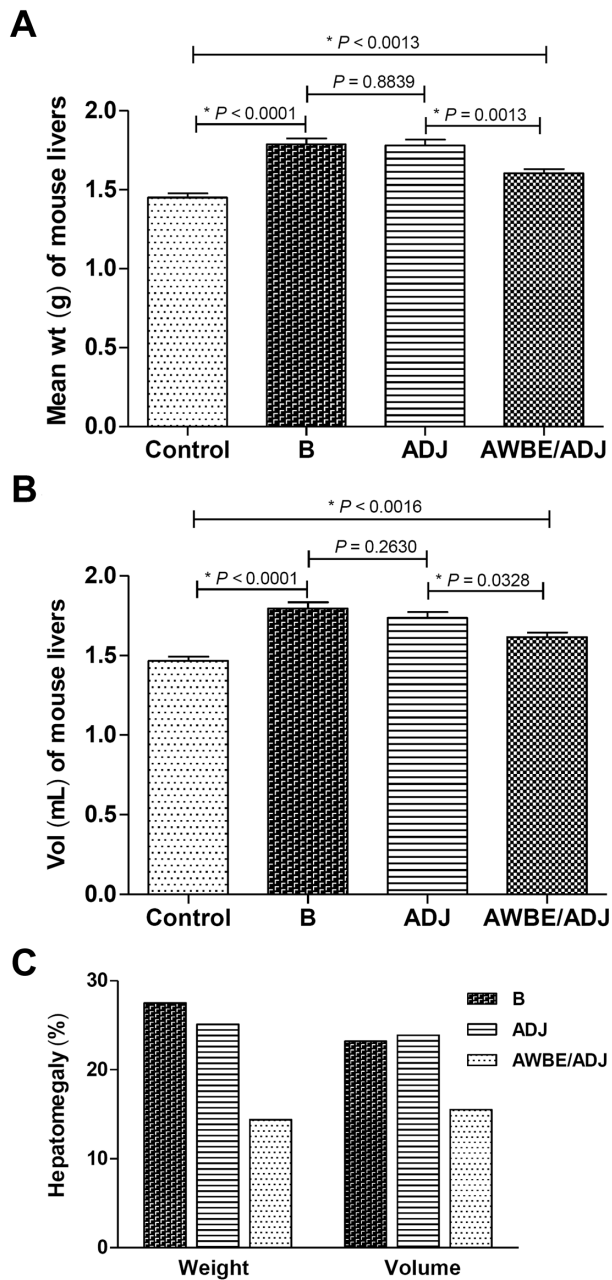 A
* P < 0.0013
P = 0.8839
* P < 0.0001
* P = 0.0013
Mean wt (g) of mouse livers
2.0
1.5
1.0
0.5
0.0
Control B ADJ AWBE/ADJ
B
* P < 0.0016
P = 0.2630
* P < 0.0001
* P = 0.0328
Vol (mL) of mouse livers
2.0
1.5
1.0
0.5
0.0
Control B ADJ AWBE/ADJ
C
Hepatomegaly (%)
30
20
10
0
B
ADJ
AWBE/ADJ
Weight Volume